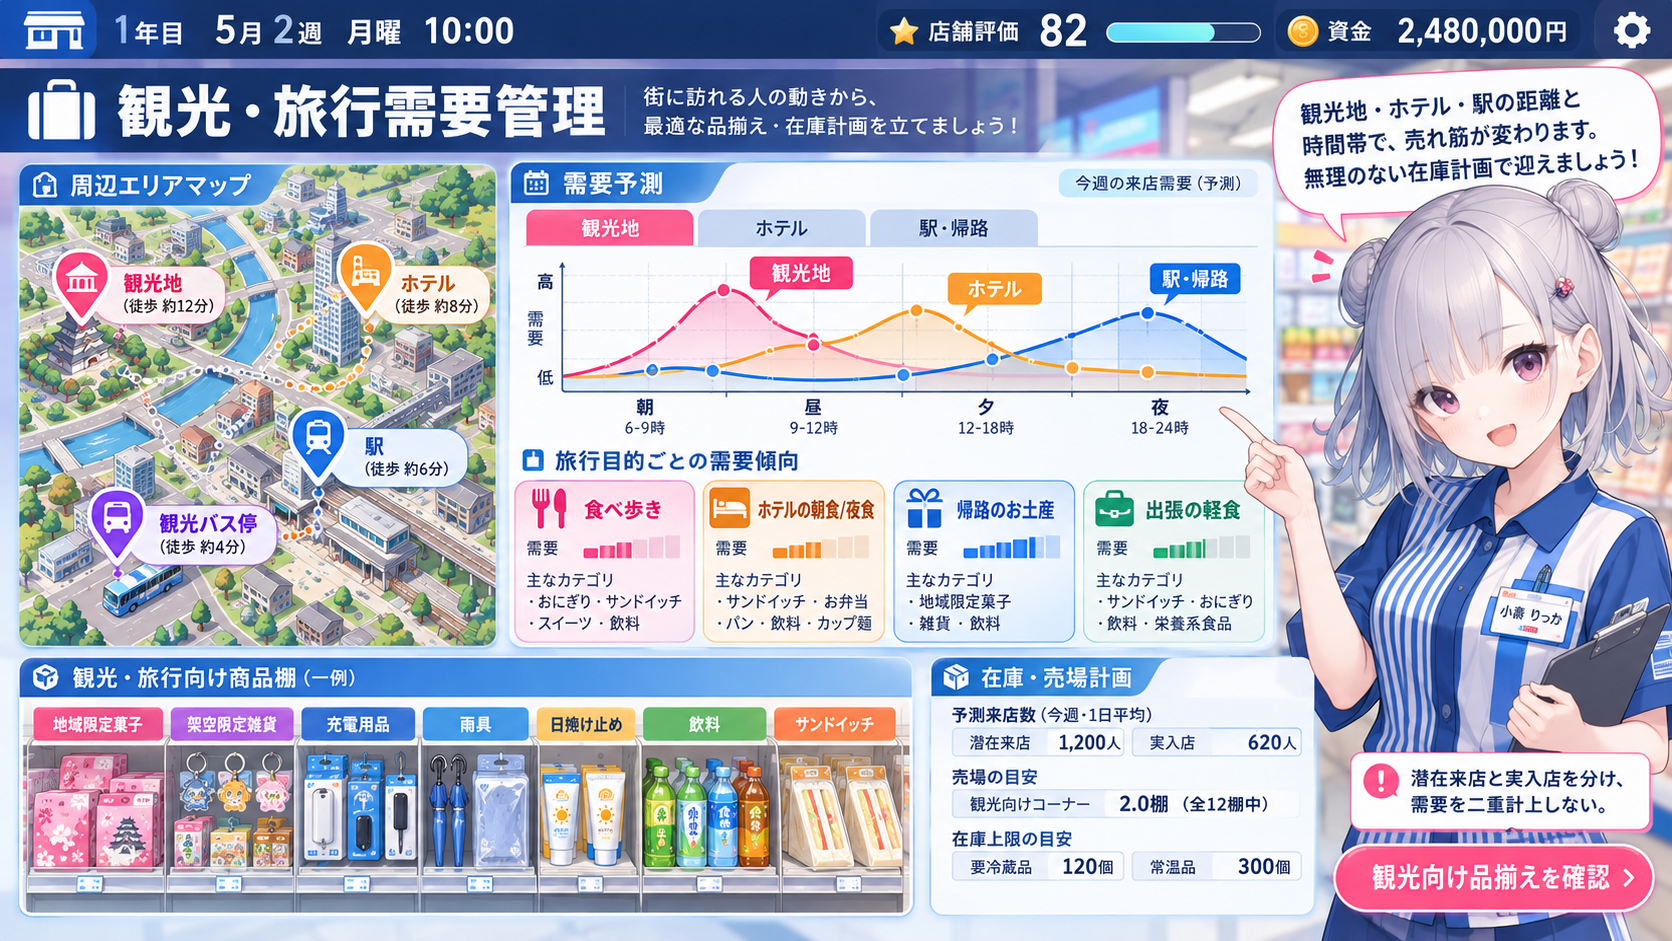 1年目 5月 2週 月曜 10:00
店舗評価 82
資金 2,480,000円
観光・旅行需要管理
街に訪れる人の動きから、
最適な品揃え・在庫計画を立てましょう!
観光地・ホテル・駅の距離と
時間帯で、売れ筋が変わります。
無理のない在庫計画で迎えましょう!
周辺エリアマップ
観光地
(徒歩 約12分)
ホテル
(徒歩 約8分)
駅
(徒歩 約6分)
観光バス停
(徒歩 約4分)
需要予測
今週の来店需要(予測)
観光地 ホテル 駅・帰路
高
需要
低
観光地
ホテル
駅・帰路
朝 昼 夕 夜
6-9時 9-12時 12-18時 18-24時
旅行目的ごとの需要傾向
食べ歩き
需要
主なカテゴリ
・おにぎり・サンドイッチ
・スイーツ・飲料
ホテルの朝食/夜食
需要
主なカテゴリ
・サンドイッチ・お弁当
・パン・飲料・カップ麺
帰路のお土産
需要
主なカテゴリ
・地域限定菓子
・雑貨・飲料
出張の軽食
需要
主なカテゴリ
・サンドイッチ・おにぎり
・飲料・栄養系食品
りっか
観光・旅行向け商品棚(一例)
地域限定菓子 架空限定雑貨 充電用品 雨具 日焼け止め 飲料 サンドイッチ
在庫・売場計画
予測来店数(今週・1日平均)
潜在来店 1,200人 実入店 620人
売場の目安
観光向けコーナー 2.0棚 (全12棚中)
在庫上限の目安
要冷蔵品 120個 常温品 300個
潜在来店と実入店を分け、
需要を二重計上しない。
観光向け品揃えを確認